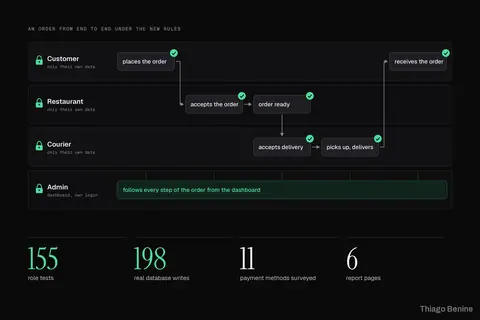 AN ORDER FROM END TO END UNDER THE NEW RULES
Customer
only their own data
places the order
receives the order
Restaurant
only their own data
accepts the order
order ready
Courier
only their own data
accepts delivery
picks up, delivers
Admin
dashboard, own login
follows every step of the order from the dashboard
155
role tests
198
real database writes
11
payment methods surveyed
6
report pages
Thiago Benine